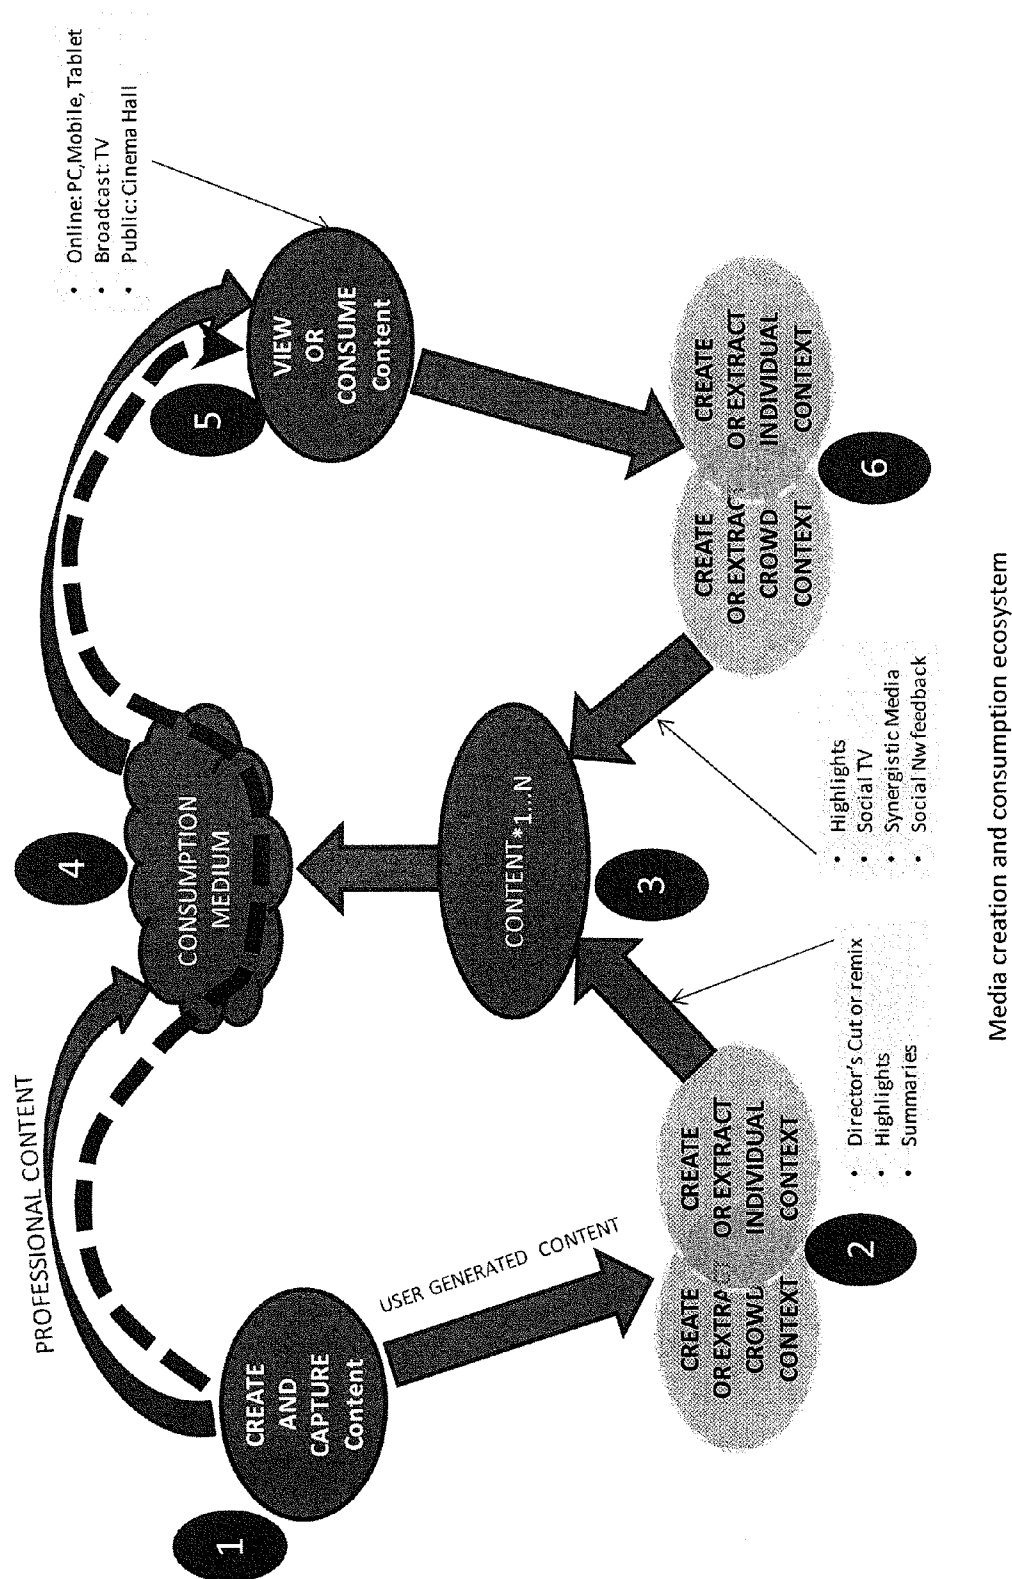 PROFESSIONAL CONTENT
1
CREATE
AND
CAPTURE
Content
USER GENERATED CONTENT
CREATE
OR EXTRACT
CROWD
CONTEXT
CREATE
OR EXTRACT
INDIVIDUAL
CONTEXT
2
• Director's Cut or remix
• Highlights
• Summaries
4
CONSUMPTION
MEDIUM
CONTENT*1...N
3
• Highlights
• Social TV
• Synergistic Media
• Social Nw feedback
• Online: PC,Mobile, Tablet
• Broadcast: TV
• Public: Cinema Hall
5
VIEW
OR
CONSUME
Content
CREATE
OR EXTRACT
CROWD
CONTEXT
CREATE
OR EXTRACT
INDIVIDUAL
CONTEXT
6
Media creation and consumption ecosystem